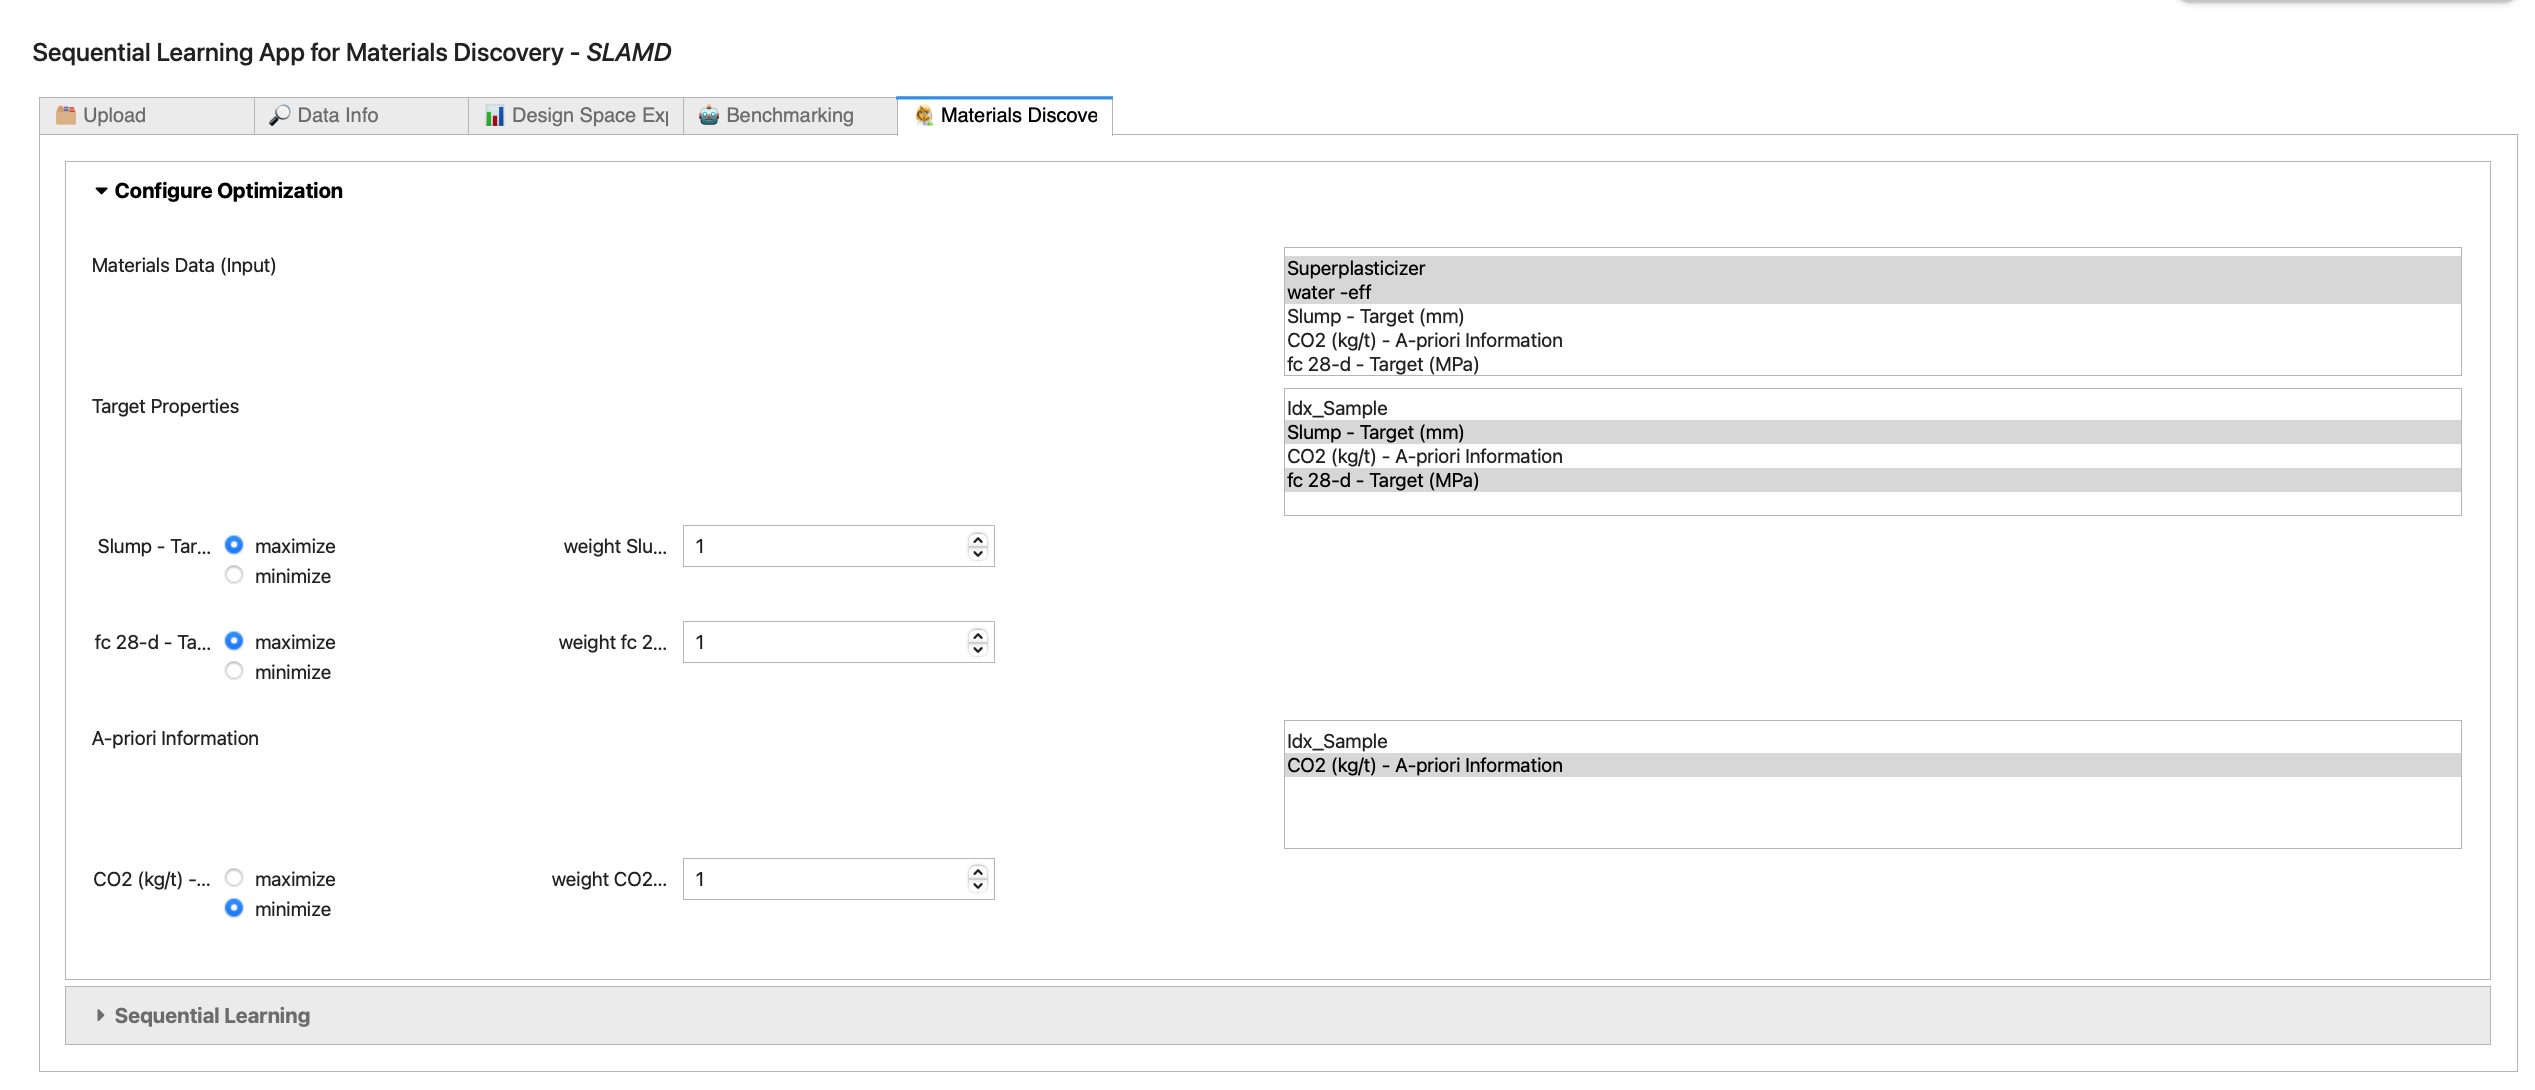 Sequential Learning App for Materials Discovery - SLAMD
Upload
Data Info
Design Space Exp
Benchmarking
Materials Discove
Configure Optimization
Materials Data (Input)
Superplasticizer
water -eff
Slump - Target (mm)
CO2 (kg/t) - A-priori Information
fc 28-d - Target (MPa)
Target Properties
Idx_Sample
Slump - Target (mm)
CO2 (kg/t) - A-priori Information
fc 28-d - Target (MPa)
Slump - Tar...
maximize
minimize
weight Slu...
1
fc 28-d - Ta...
maximize
minimize
weight fc 2...
1
A-priori Information
Idx_Sample
CO2 (kg/t) - A-priori Information
CO2 (kg/t) -...
maximize
minimize
weight CO2...
1
Sequential Learning